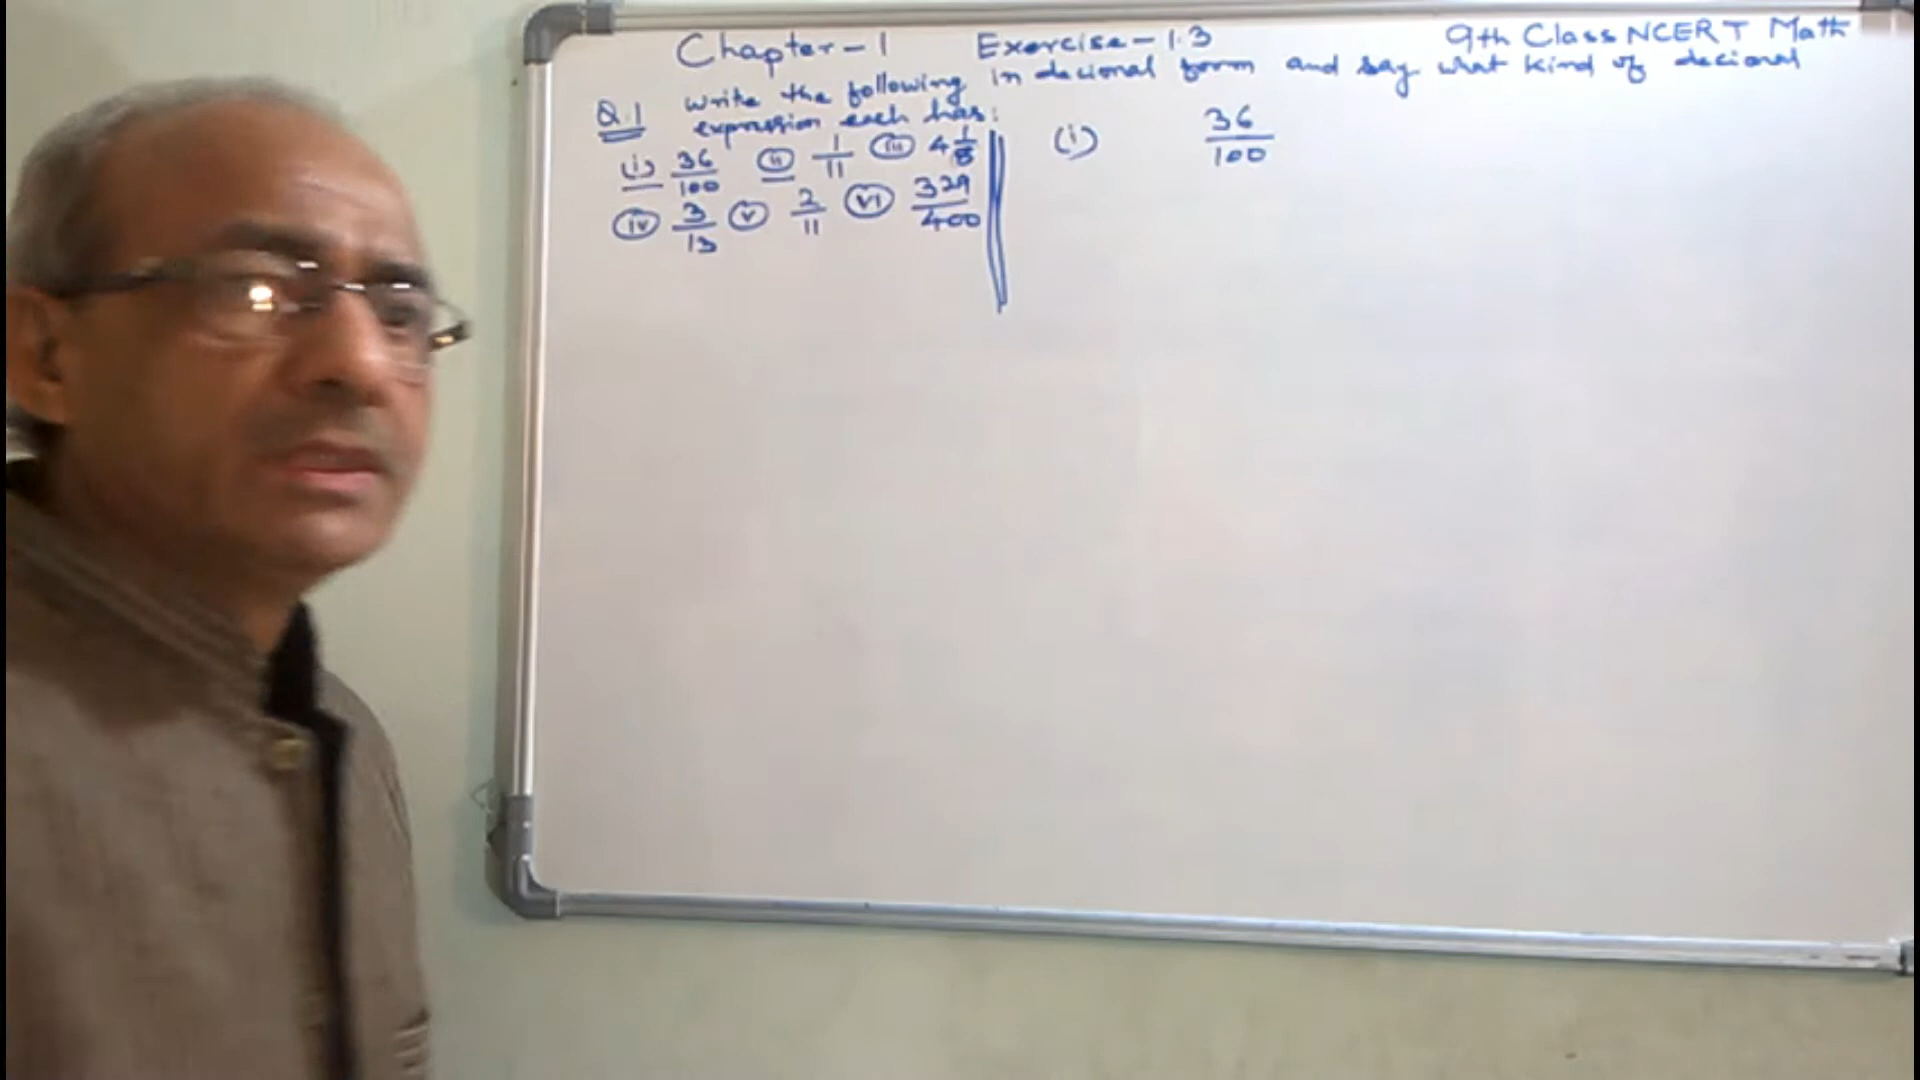 Chapter-1 Exercise-1.3 9th Class NCERT Math
Q.1 Write the following in decimal form and say what kind of decimal
expression each has:
(i) 36/100 (ii) 1/11 (iii) 4 1/8
(iv) 3/13 (v) 2/11 (vi) 329/400
(i) 36/100